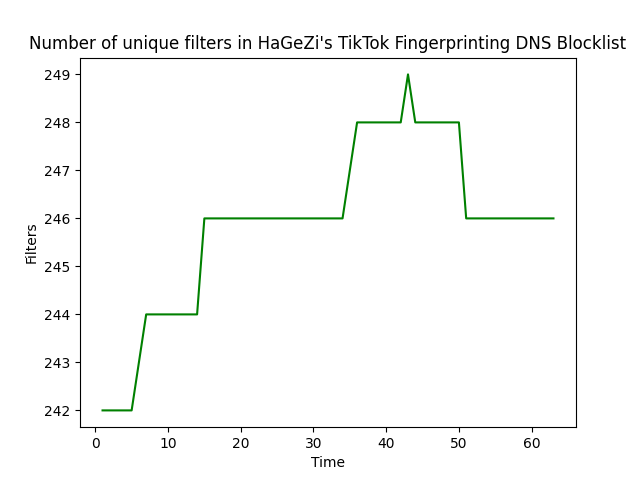 Number of unique filters in HaGeZi's TikTok Fingerprinting DNS Blocklist
249
248
247
246
245
244
243
242
Filters
0 10 20 30 40 50 60
Time